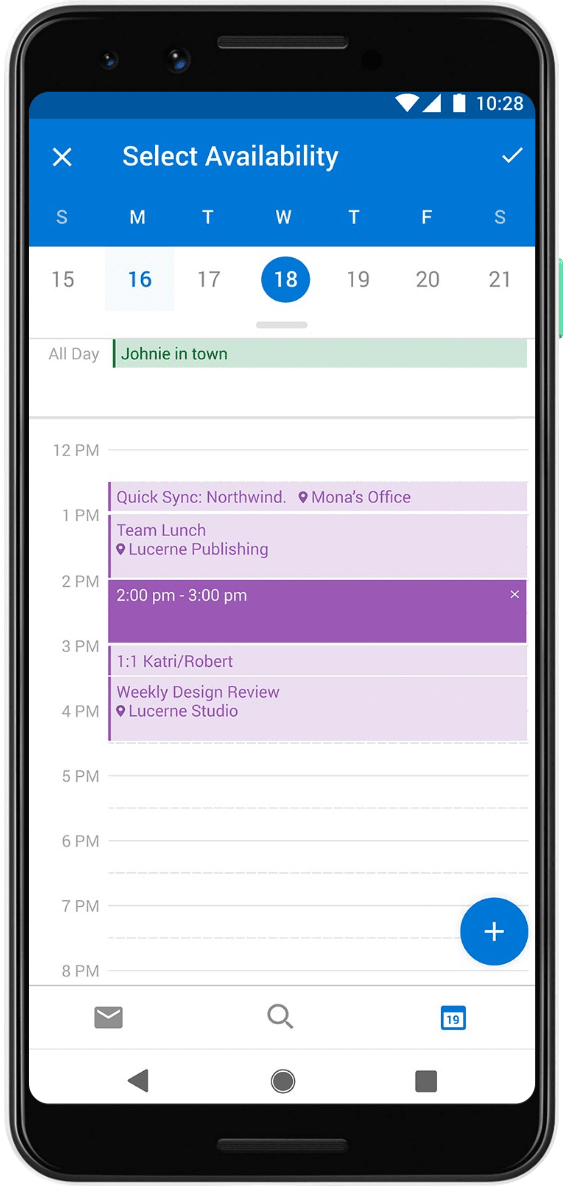 10:28
Select Availability
S M T W T F S
15 16 17 18 19 20 21
All Day Johnie in town
12 PM
Quick Sync: Northwind. Mona's Office
1 PM
Team Lunch
Lucerne Publishing
2 PM
2:00 pm - 3:00 pm
3 PM
1:1 Katri/Robert
Weekly Design Review
4 PM Lucerne Studio
5 PM
6 PM
7 PM
8 PM
19